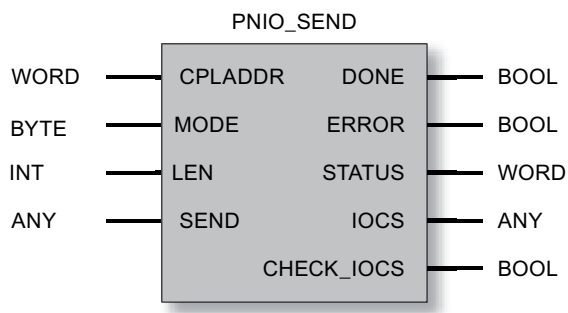 PNIO_SEND
WORD CPLADDR DONE BOOL
BYTE MODE ERROR BOOL
INT LEN STATUS WORD
ANY SEND IOCS ANY
CHECK_IOCS BOOL